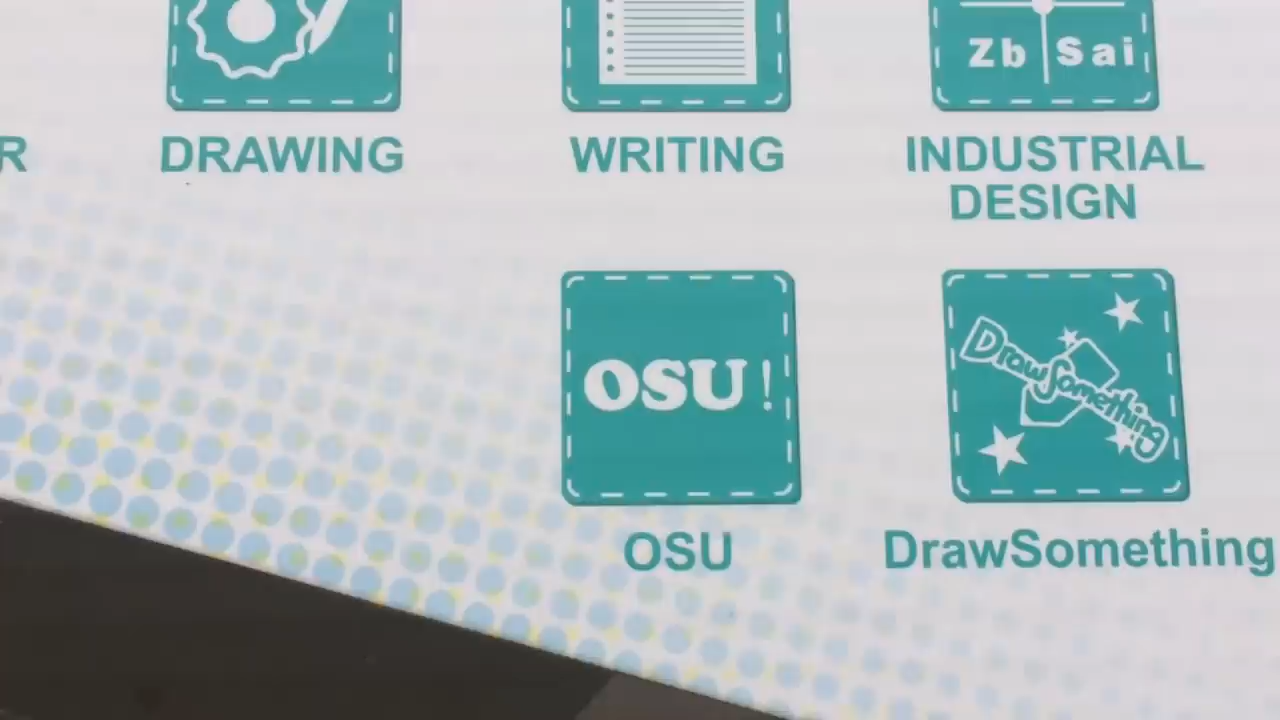 Zb Sai
R DRAWING WRITING INDUSTRIAL
DESIGN
OSU!
DrawSomething
OSU DrawSomething